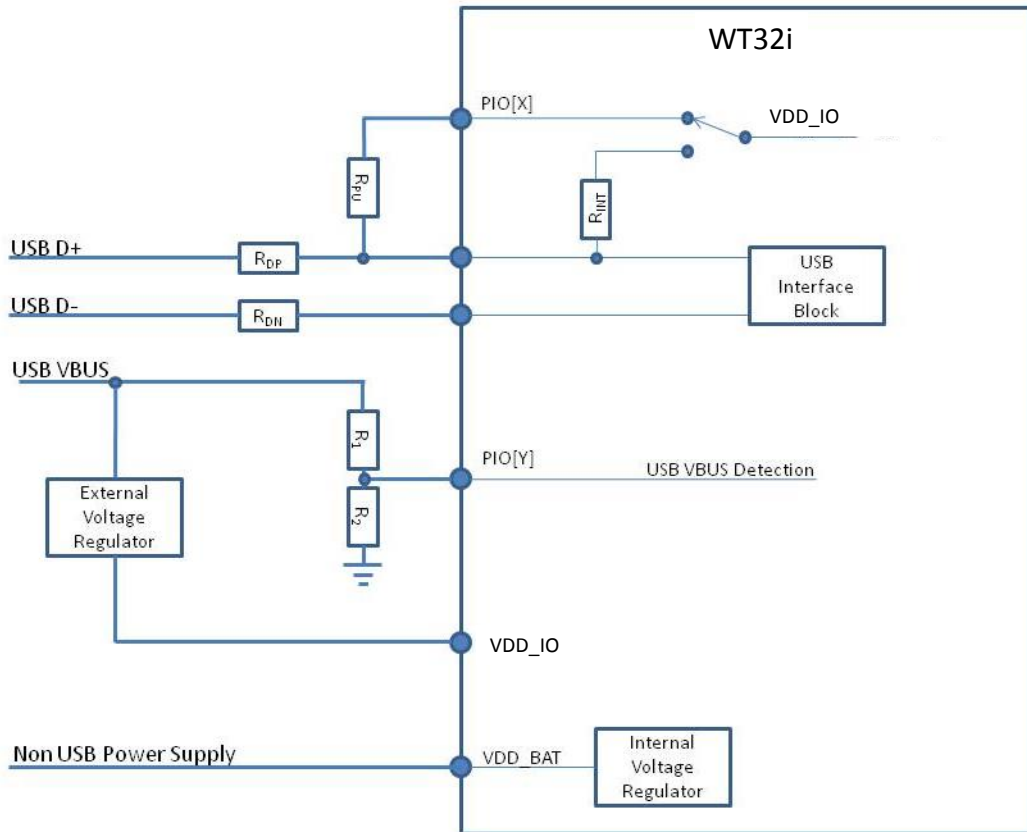 WT32i
PIO[X]
VDD_IO
RPU
RINT
USB D+
RDP
USB
Interface
Block
USB D-
RDN
USB VBUS
R1
PIO[Y]
USB VBUS Detection
External
Voltage
Regulator
R2
VDD_IO
Non USB Power Supply
VDD_BAT
Internal
Voltage
Regulator